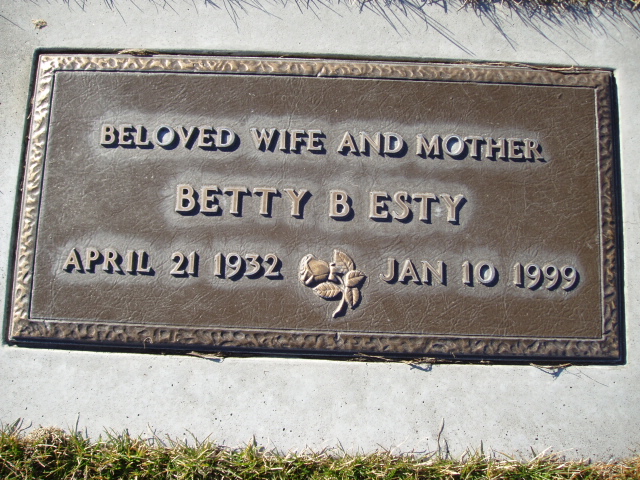 BELOVED WIFE AND MOTHER
BETTY B ESTY
APRIL 21 1932 JAN 10 1999